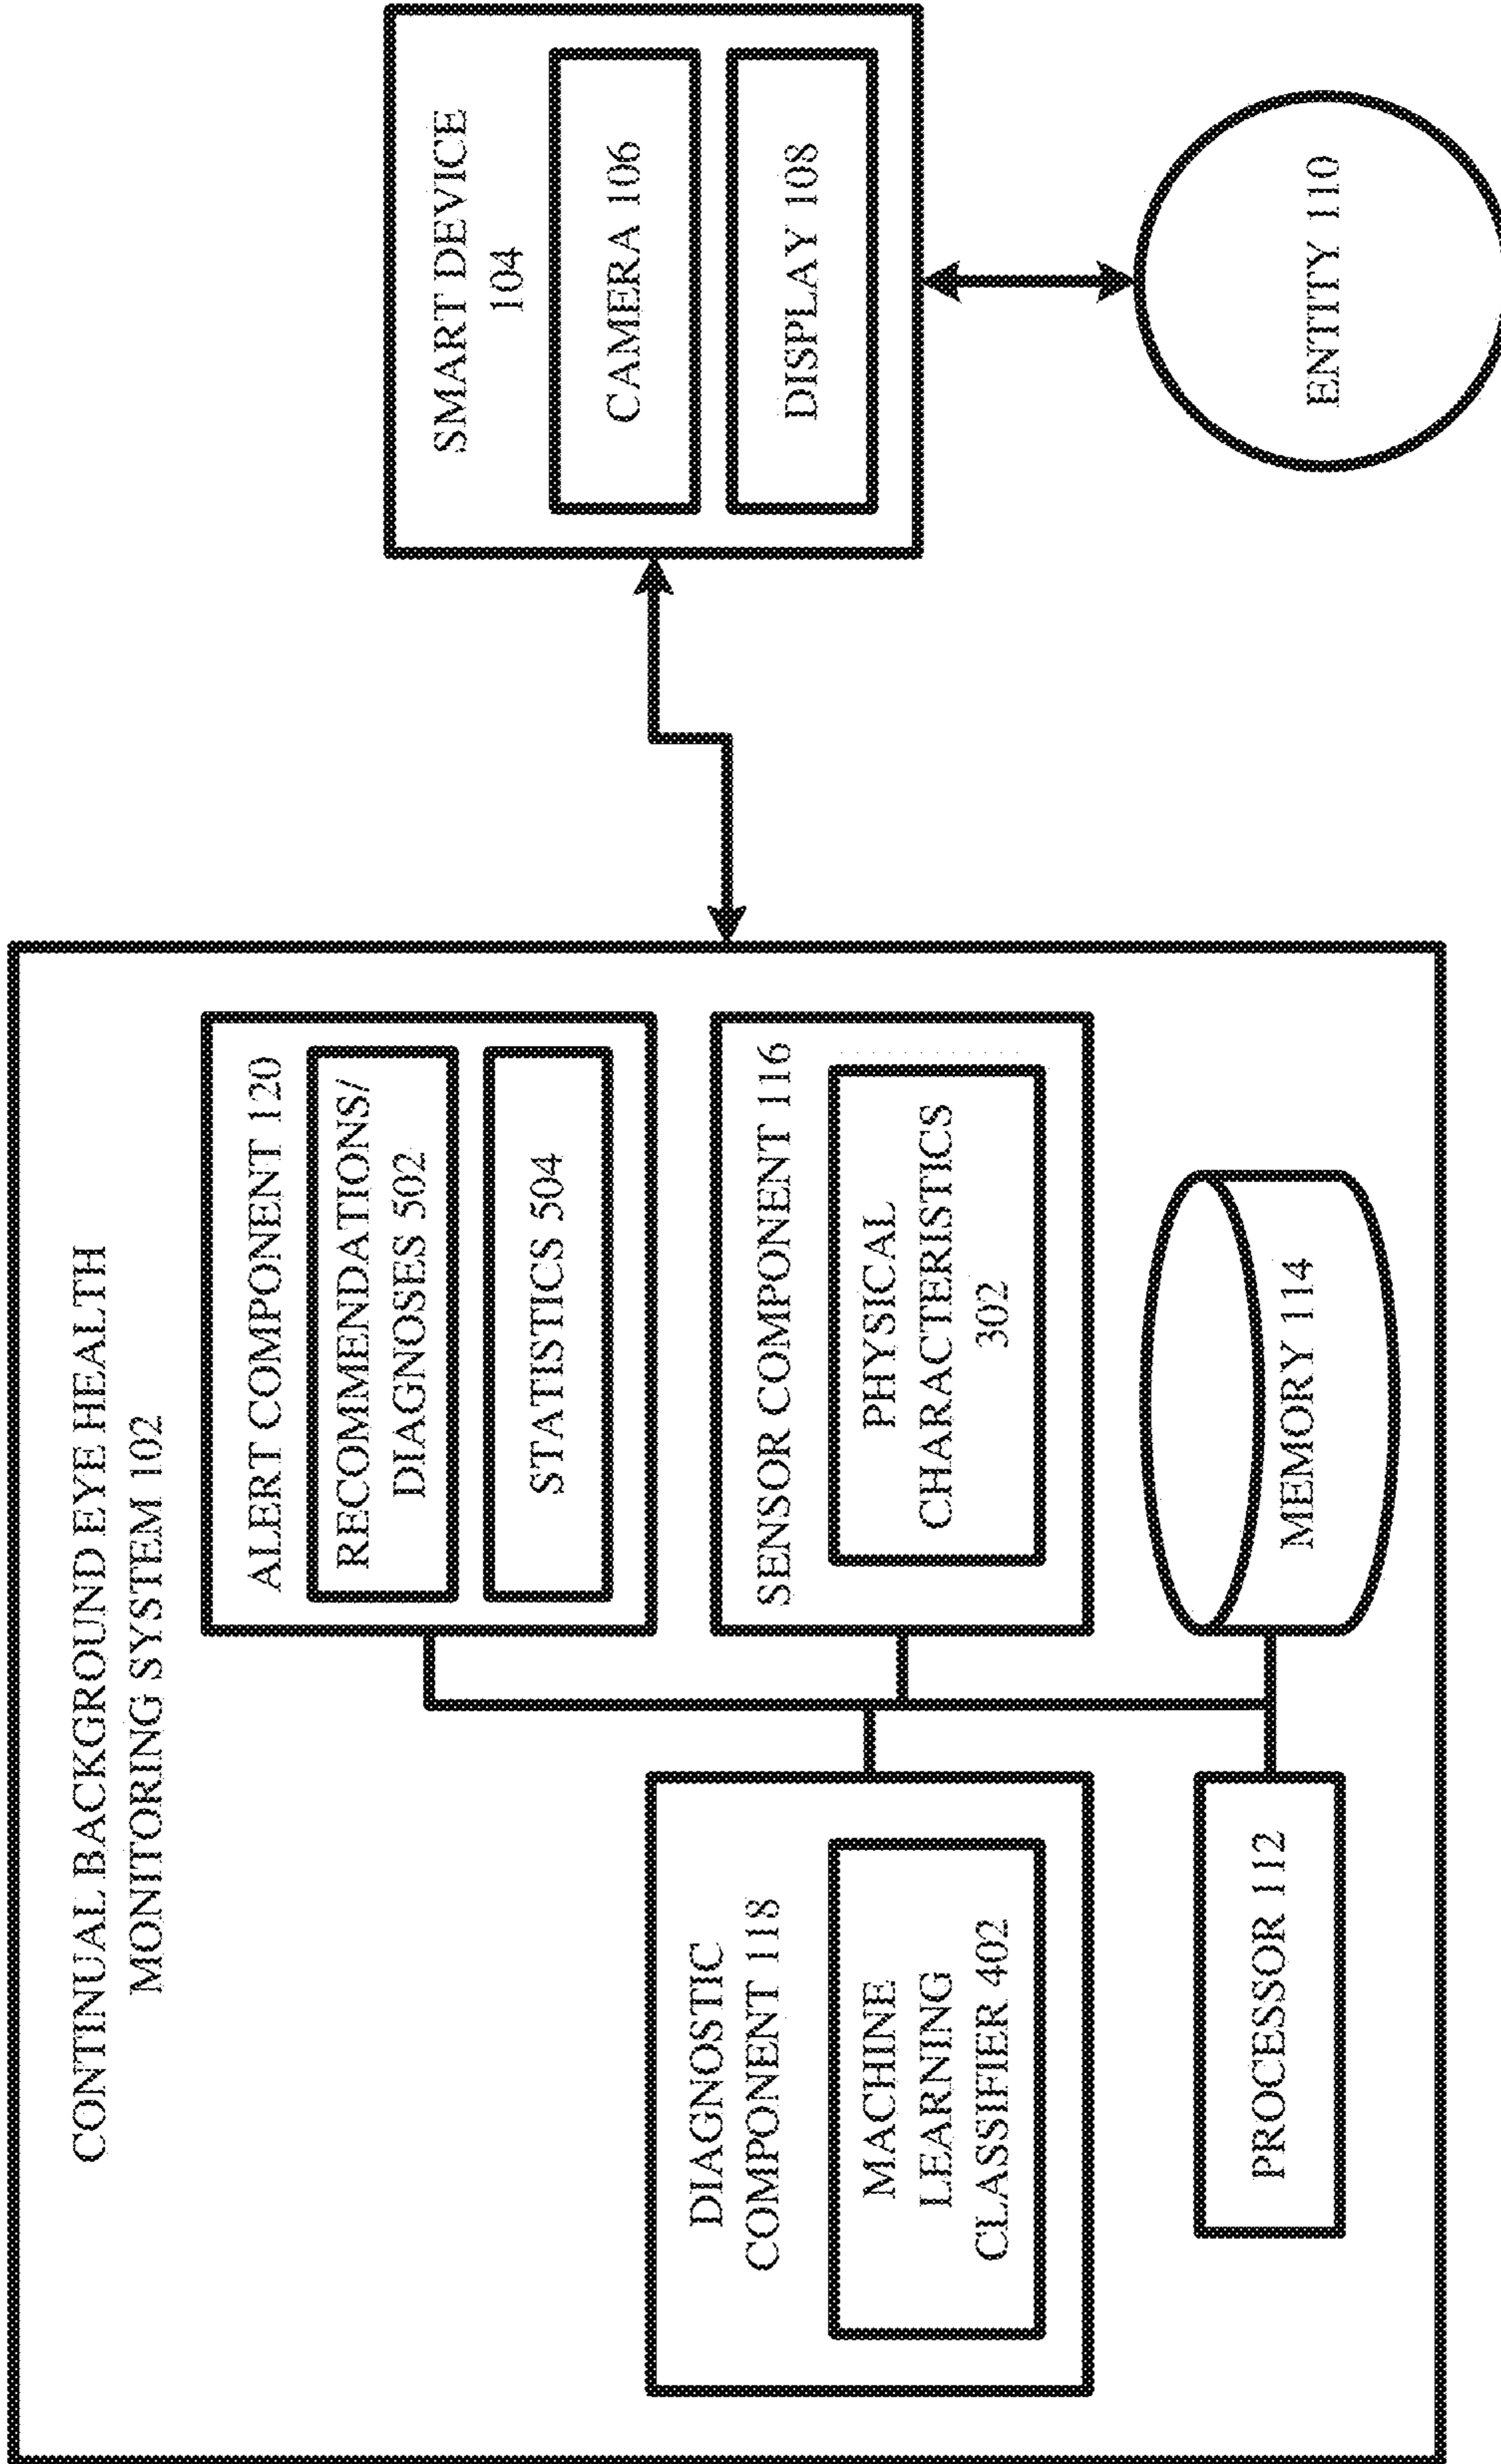 CONTINUAL BACKGROUND EYE HEALTH
MONITORING SYSTEM 102
DIAGNOSTIC
COMPONENT 118
MACHINE
LEARNING
CLASSIFIER 402
PROCESSOR 112
ALERT COMPONENT 120
RECOMMENDATIONS/
DIAGNOSES 502
STATISTICS 504
SENSOR COMPONENT 116
PHYSICAL
CHARACTERISTICS
302
MEMORY 114
SMART DEVICE
104
CAMERA 106
DISPLAY 108
ENTITY 110